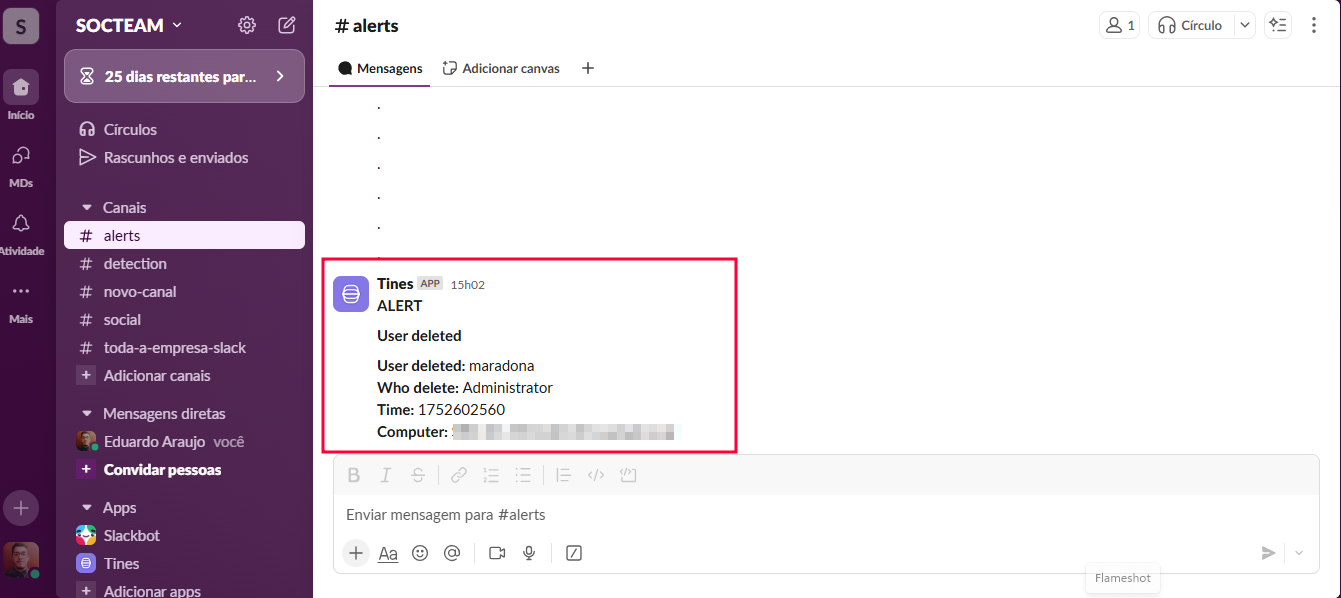 S
Início
MDs
Atividade
Mais
SOCTEAM
25 dias restantes par...
Círculos
Rascunhos e enviados
Canais
# alerts
# detection
# novo-canal
# social
# toda-a-empresa-slack
+ Adicionar canais
Mensagens diretas
Eduardo Araujo você
+ Convidar pessoas
Apps
Slackbot
Tines
+ Adicionar apps
# alerts
1
Círculo
Mensagens
Adicionar canvas
+
.
.
.
.
.
.
Tines APP 15h02
ALERT
User deleted
User deleted: maradona
Who delete: Administrator
Time: 1752602560
Computer:
B I S
Enviar mensagem para #alerts
+ Aa @
Flameshot